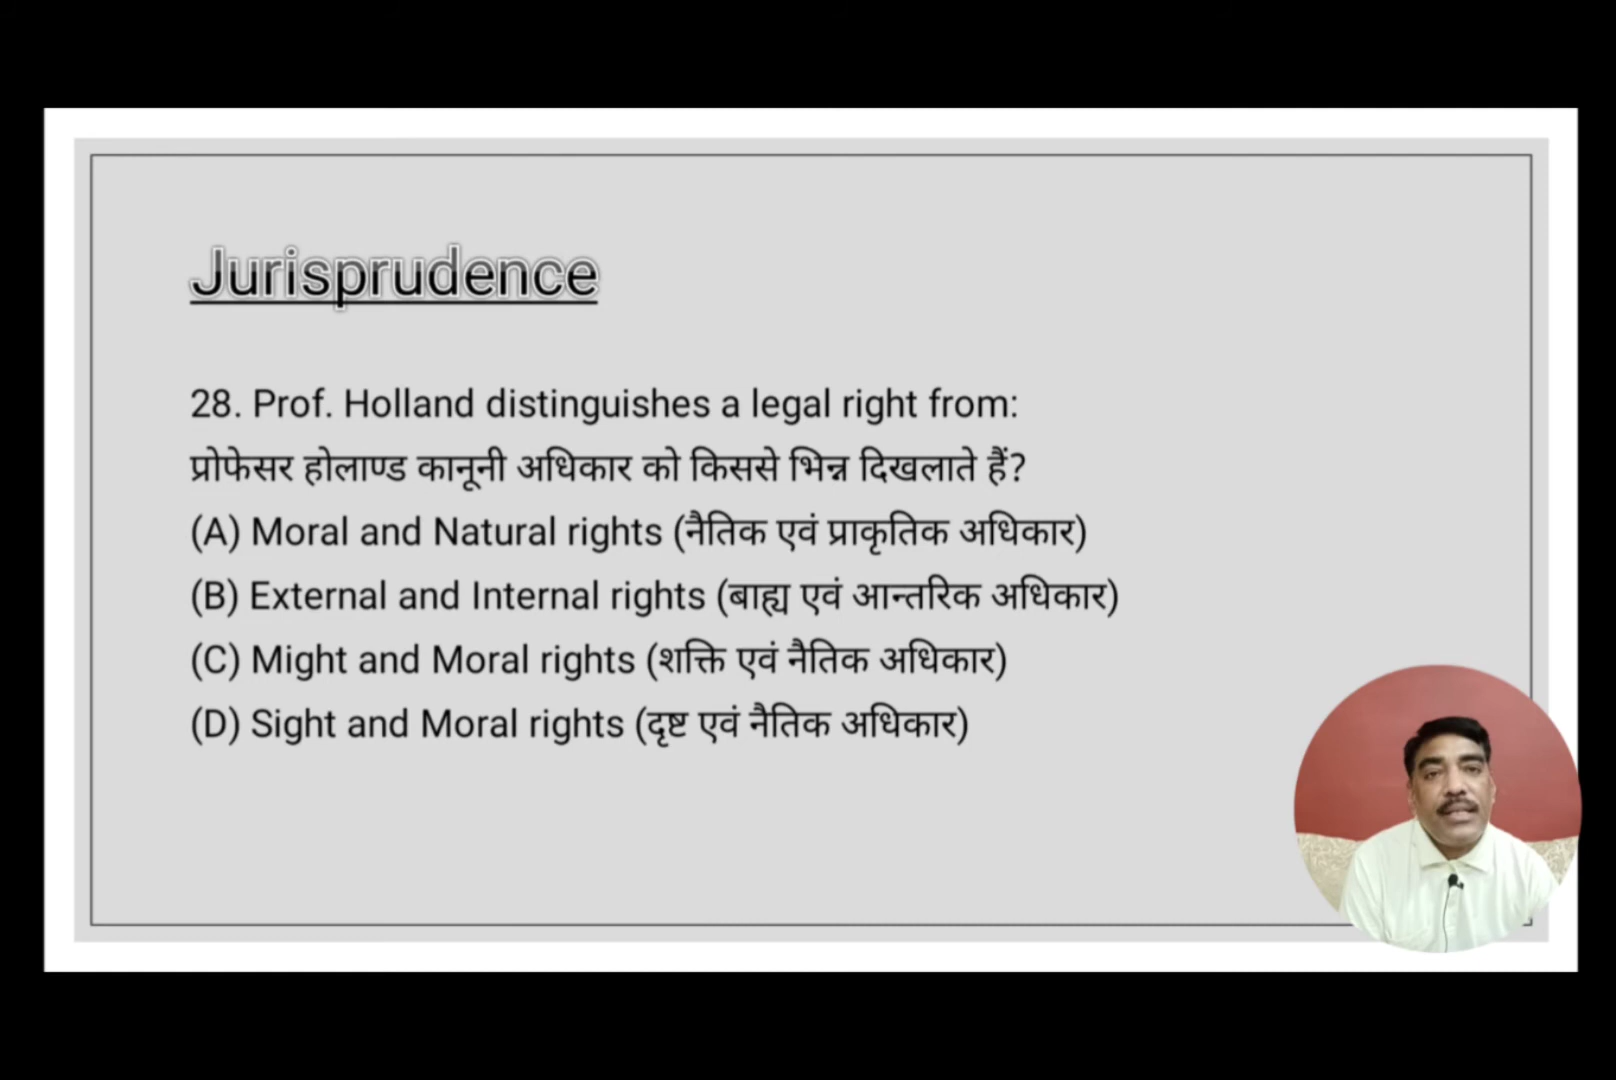 Jurisprudence
28. Prof. Holland distinguishes a legal right from:
प्रोफेसर होलाण्ड कानूनी अधिकार को किससे भिन्न दिखलाते हैं?
(A) Moral and Natural rights (नैतिक एवं प्राकृतिक अधिकार)
(B) External and Internal rights (बाह्य एवं आन्तरिक अधिकार)
(C) Might and Moral rights (शक्ति एवं नैतिक अधिकार)
(D) Sight and Moral rights (दृष्ट एवं नैतिक अधिकार)